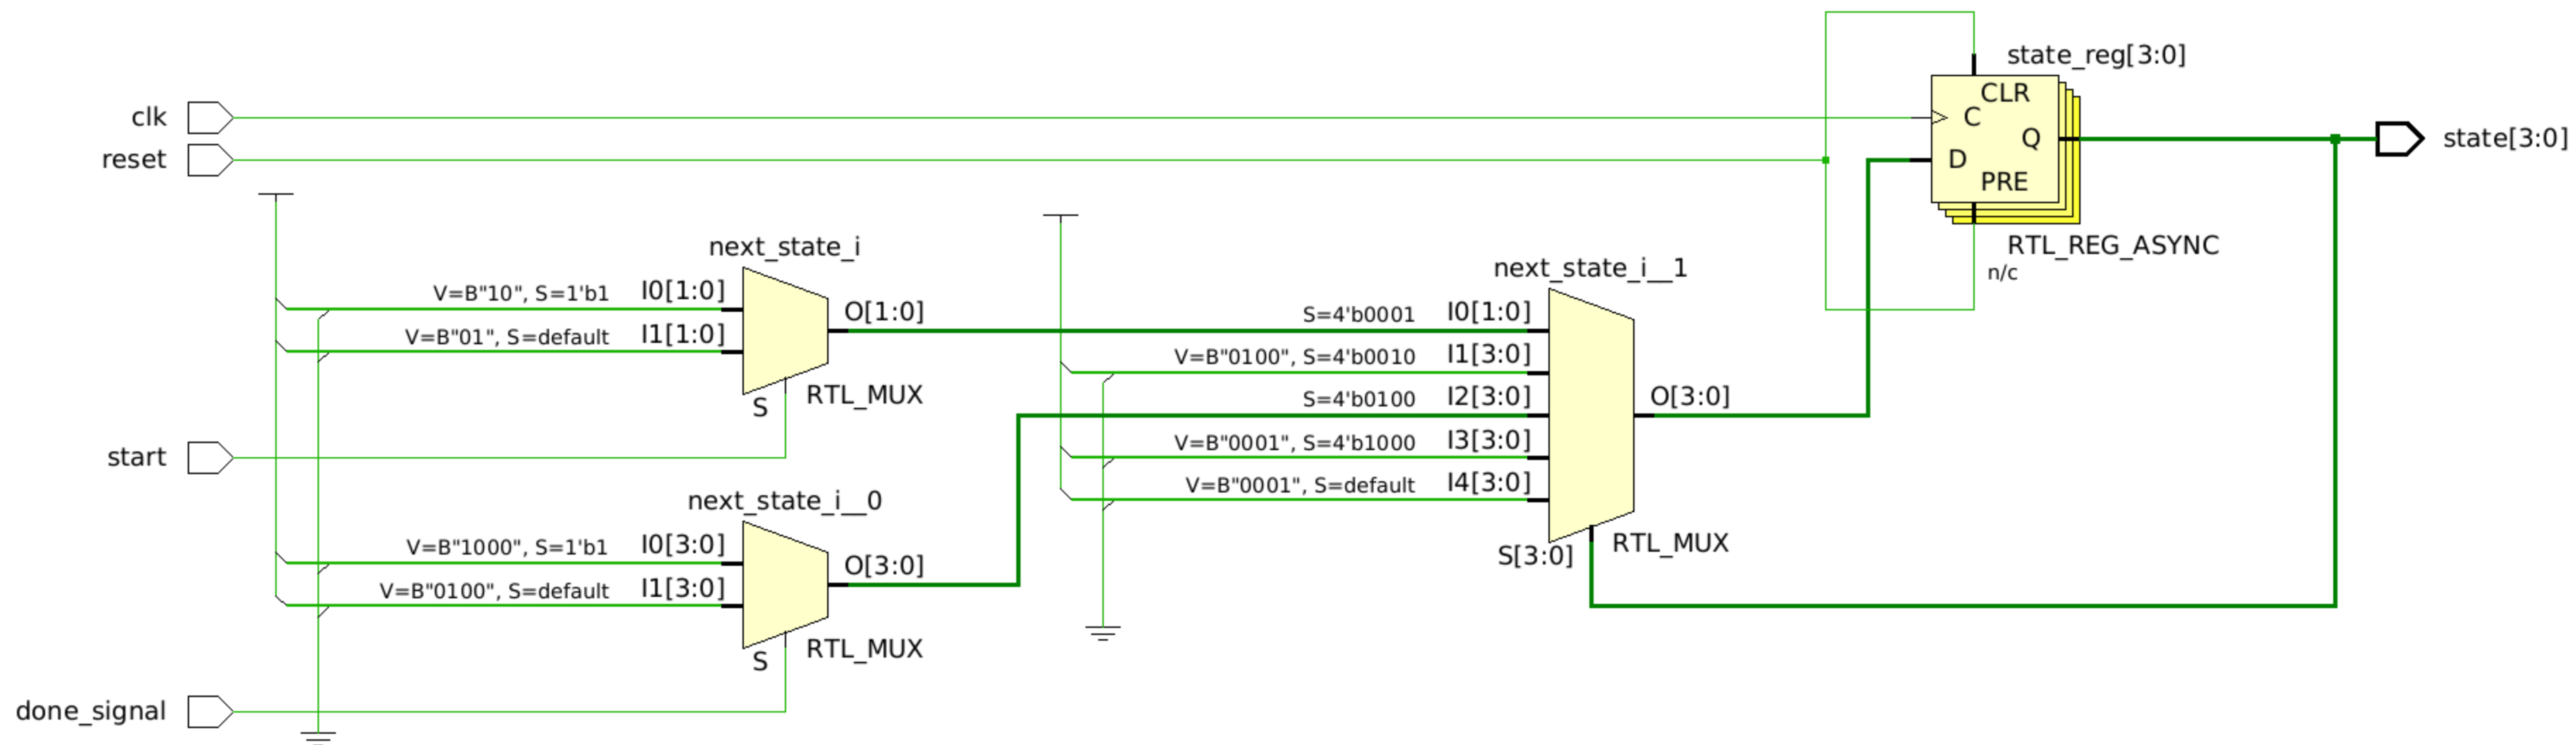 state_reg[3:0]
CLR
clk
C
Q
state[3:0]
reset
D
PRE
RTL_REG_ASYNC
n/c
next_state_i
V=B"10", S=1'b1 I0[1:0]
O[1:0]
V=B"01", S=default I1[1:0]
RTL_MUX
S
start
next_state_i__1
S=4'b0001 I0[1:0]
V=B"0100", S=4'b0010 I1[3:0]
S=4'b0100 I2[3:0]
O[3:0]
V=B"0001", S=4'b1000 I3[3:0]
V=B"0001", S=default I4[3:0]
RTL_MUX
S[3:0]
next_state_i__0
V=B"1000", S=1'b1 I0[3:0]
O[3:0]
V=B"0100", S=default I1[3:0]
RTL_MUX
S
done_signal